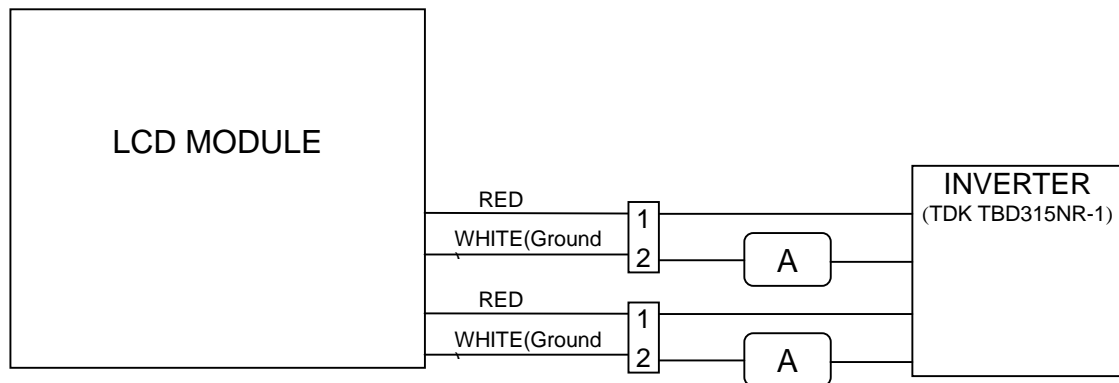 LCD MODULE
INVERTER
(TDK TBD315NR-1)
RED
1
WHITE(Ground
2
A
RED
1
WHITE(Ground
2
A